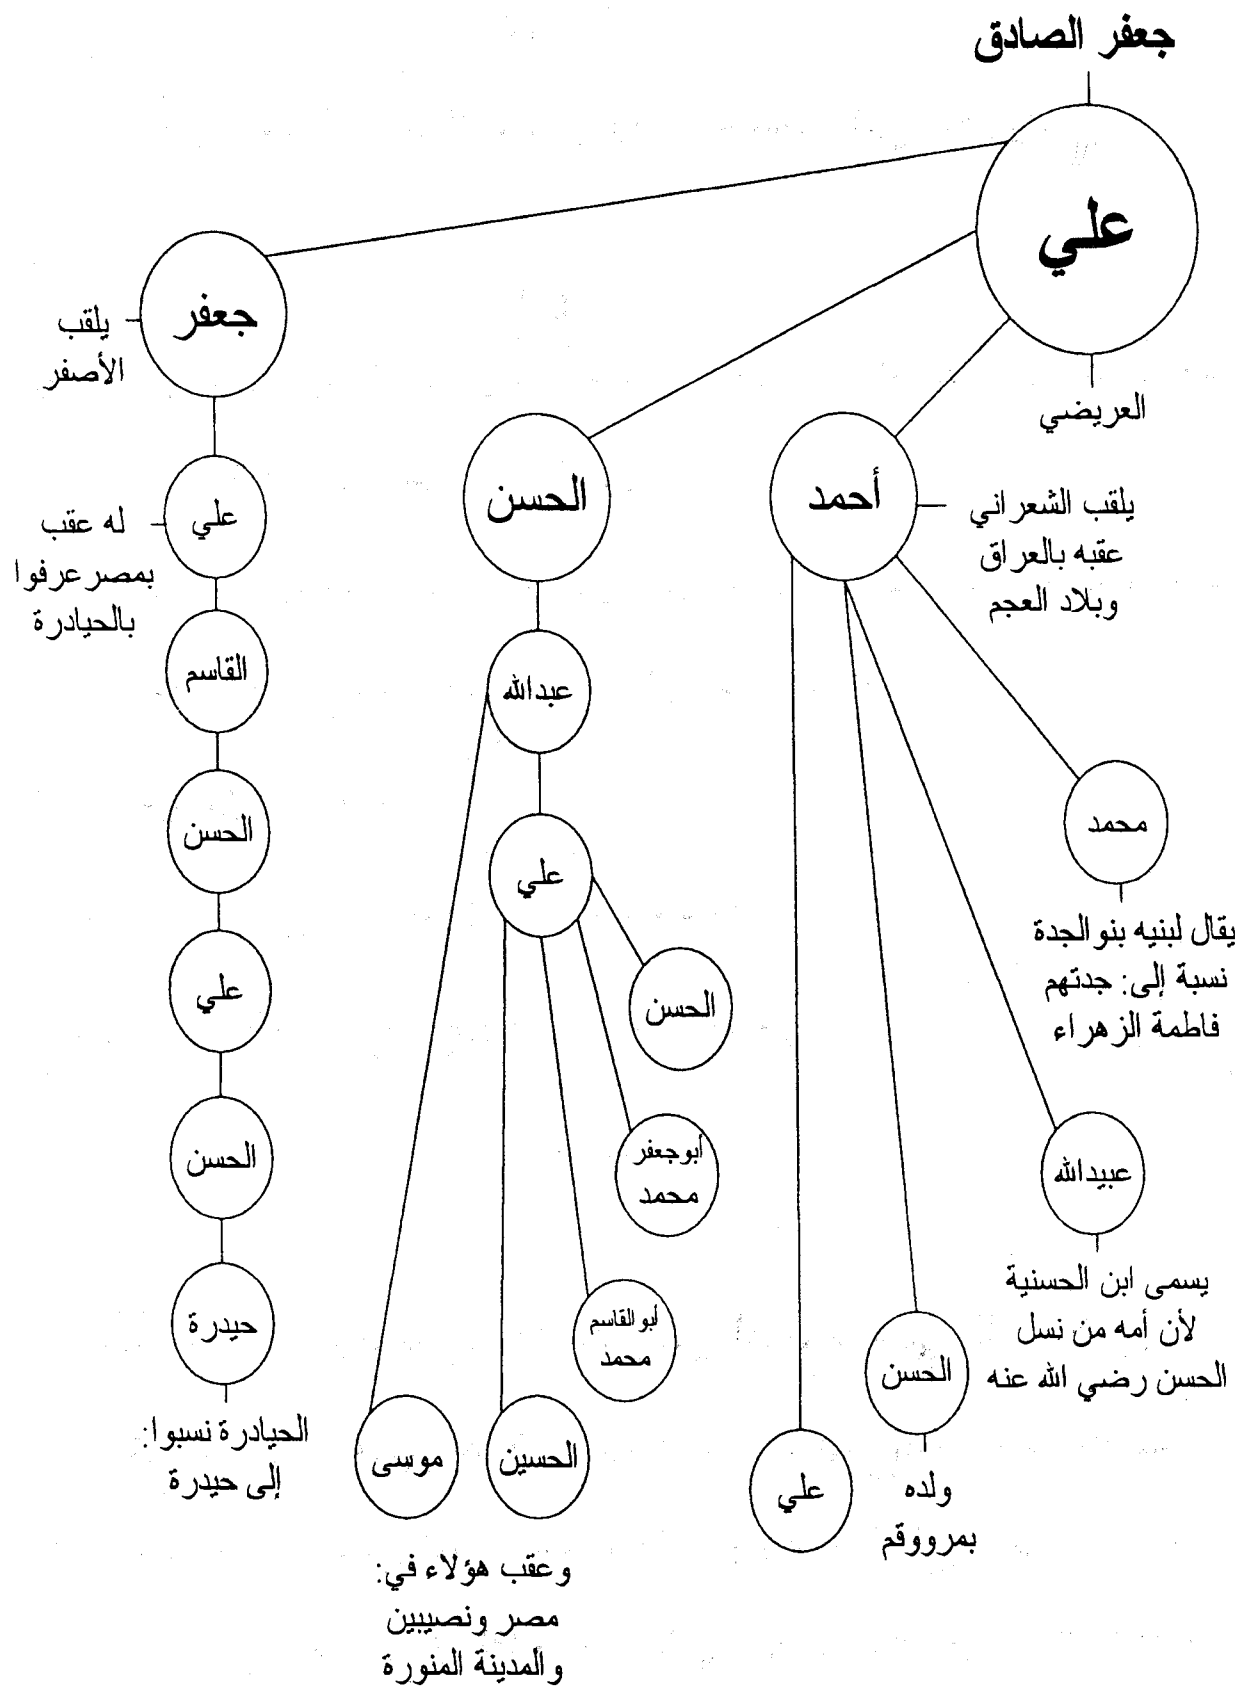 جعفر الصادق
علي
العريضي
أحمد
يلقب الشعراني
عقبه بالعراق
وبلاد العجم
محمد
يقال لبنيه بنو الجدة
نسبة إلى: جدتهم
فاطمة الزهراء
عبيدالله
يسمى ابن الحسنية
لأن أمه من نسل
الحسن رضي الله عنه
الحسن
ولده
بمرووقم
علي
الحسن
عبدالله
علي
الحسن
أبوجعفر
محمد
أبو القاسم
محمد
الحسين
موسى
وعقب هؤلاء في:
مصر ونصيبين
والمدينة المنورة
جعفر
يلقب
الأصفر
علي
له عقب
بمصر عرفوا
بالحيادرة
القاسم
الحسن
علي
الحسن
حيدرة
الحيادرة نسبوا:
إلى حيدرة